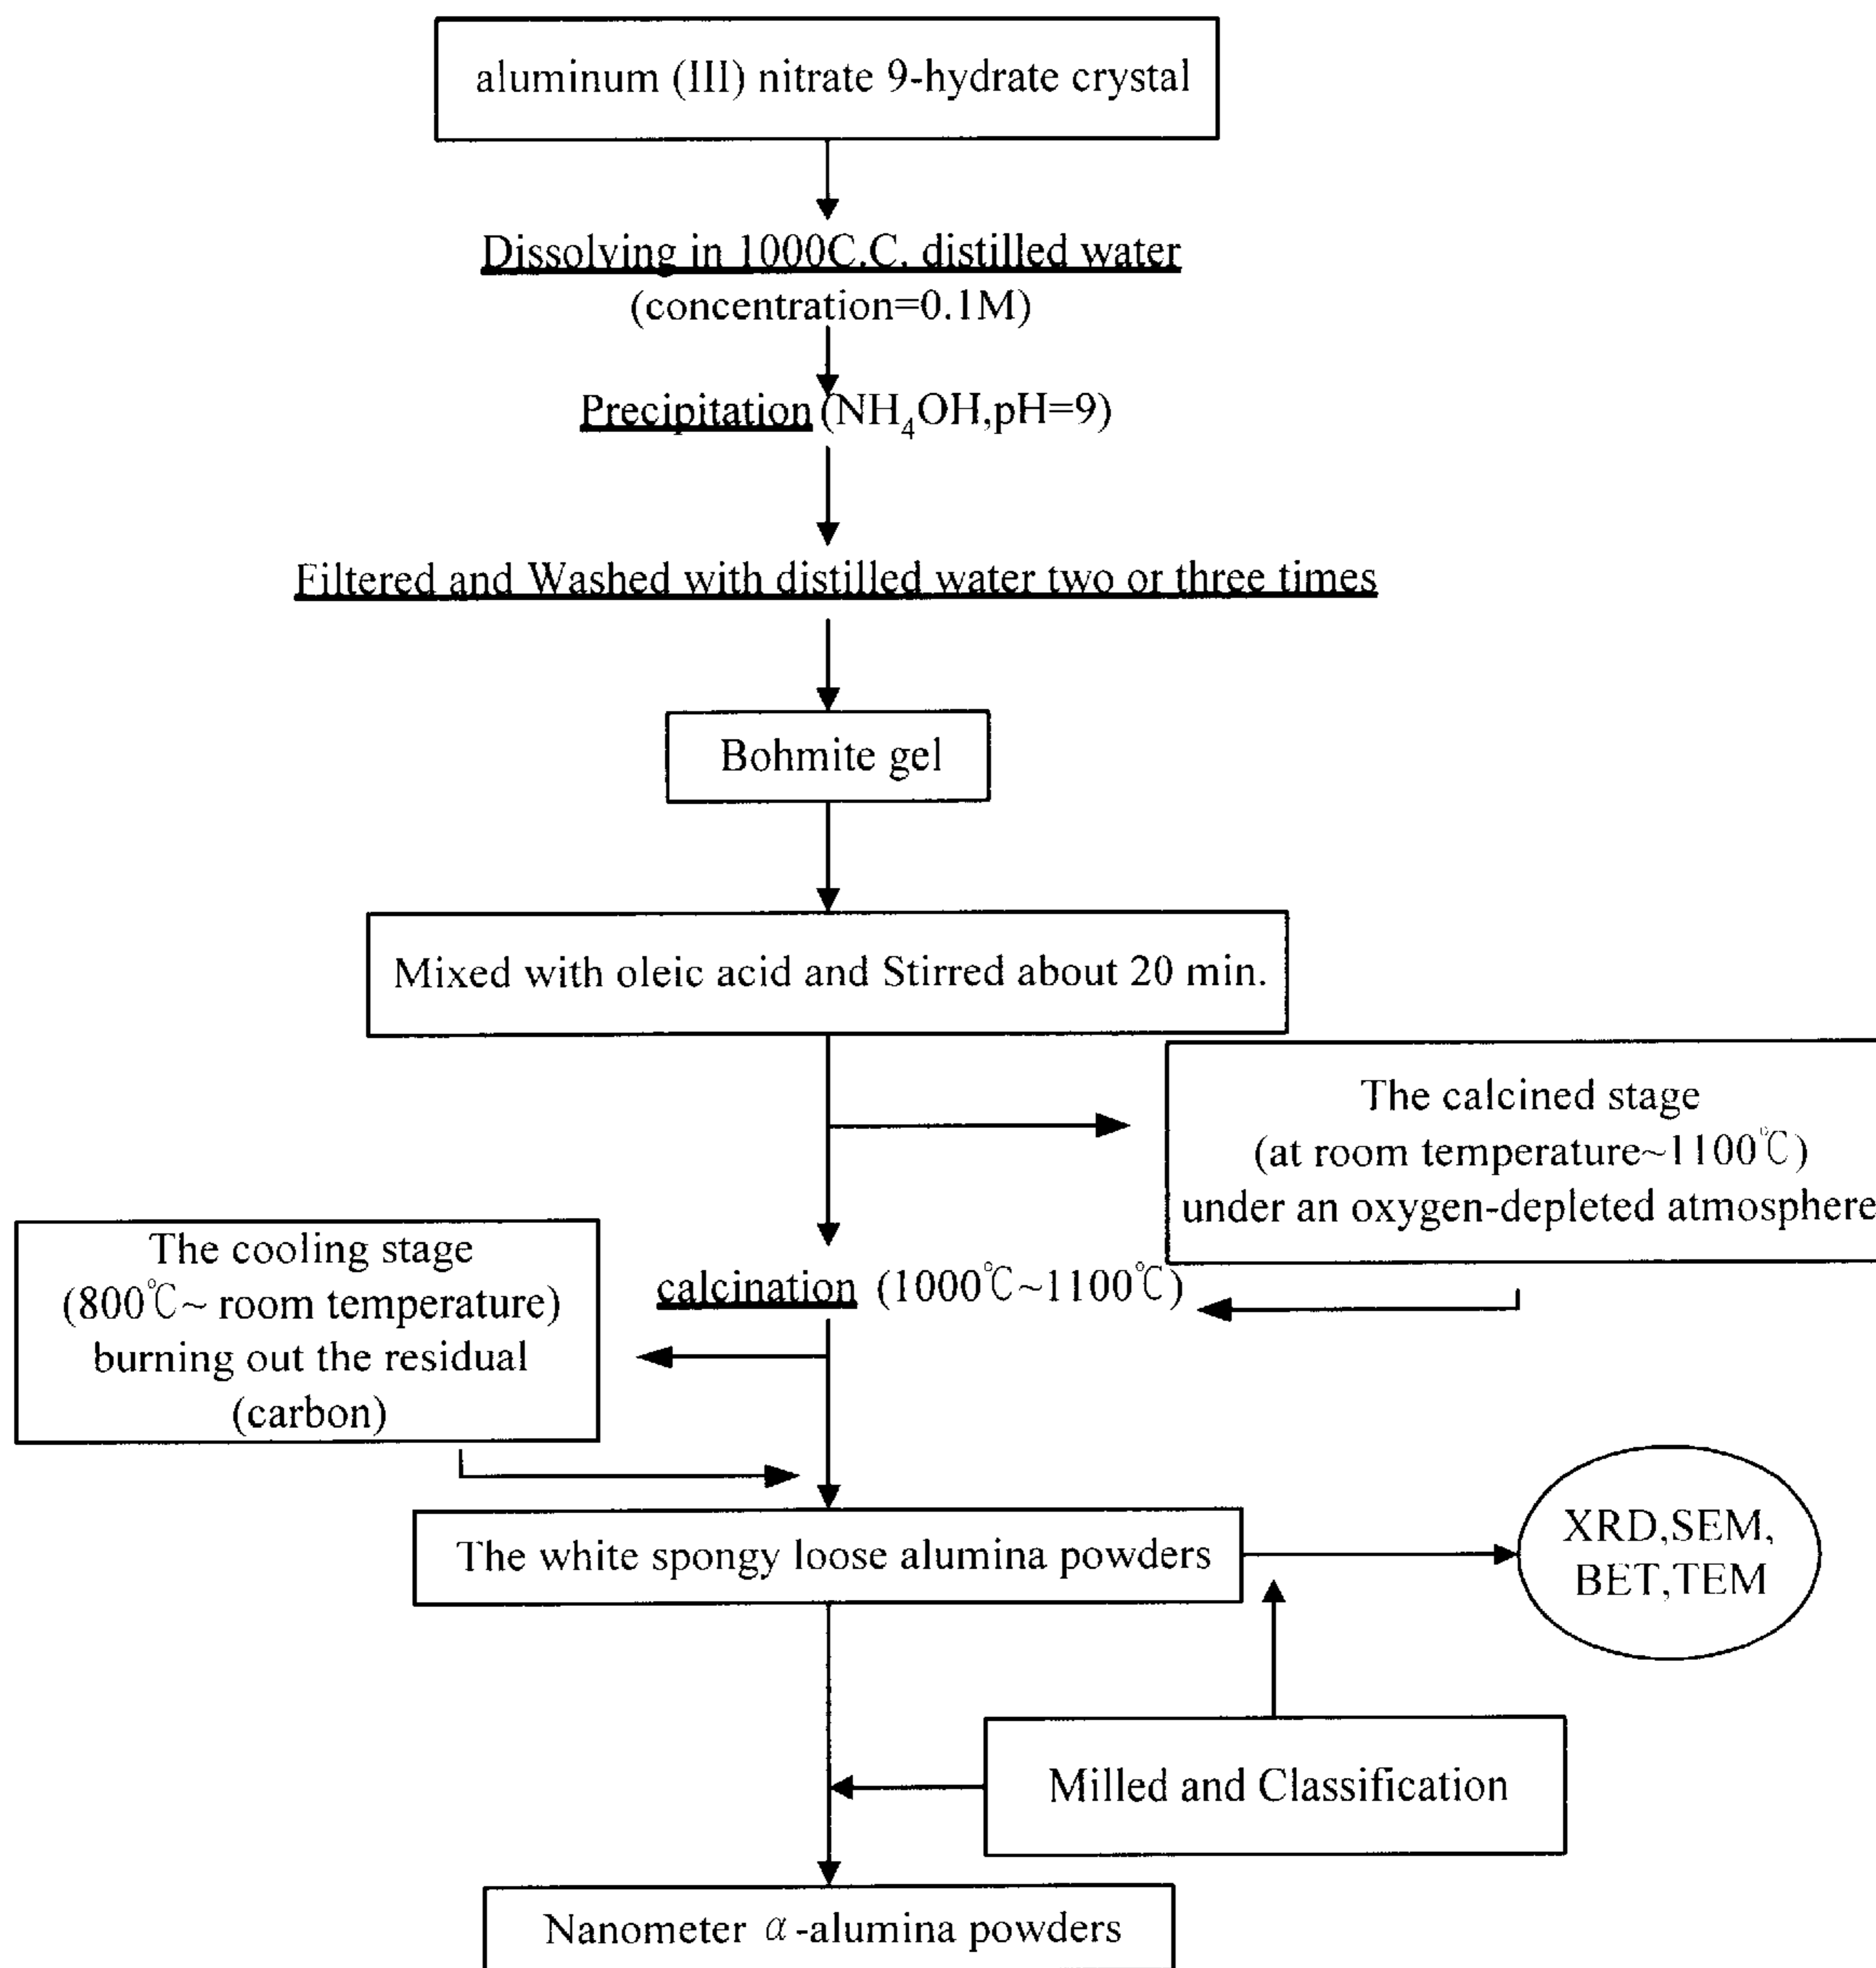 aluminum (III) nitrate 9-hydrate crystal
Dissolving in 1000C.C. distilled water
(concentration=0.1M)
Precipitation (NH₄OH,pH=9)
Filtered and Washed with distilled water two or three times
Bohmite gel
Mixed with oleic acid and Stirred about 20 min.
The calcined stage
(at room temperature~1100℃)
under an oxygen-depleted atmosphere
The cooling stage
(800℃~ room temperature)
burning out the residual
(carbon)
calcination (1000℃~1100℃)
The white spongy loose alumina powders
XRD,SEM,
BET,TEM
Milled and Classification
Nanometer α-alumina powders